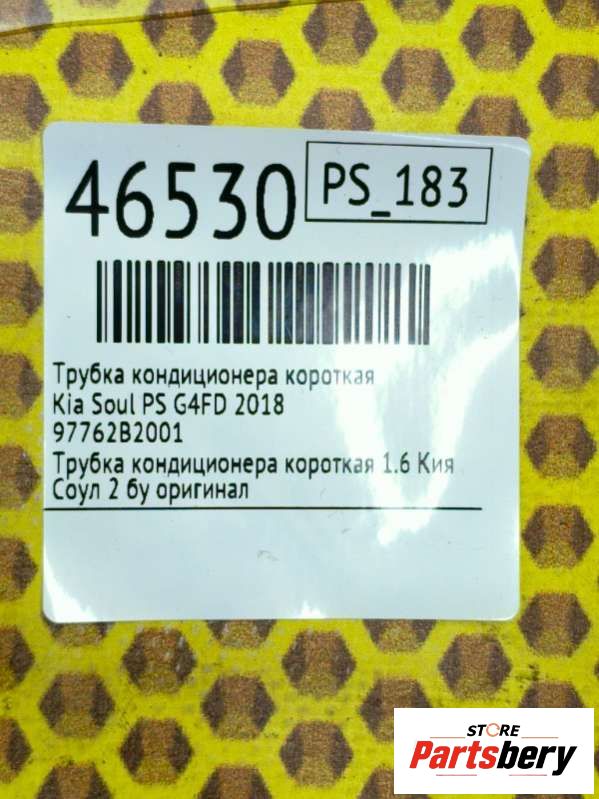 46530
PS_183
Трубка кондиционера короткая
Kia Soul PS G4FD 2018
97762B2001
Трубка кондиционера короткая 1.6 Кия
Соул 2 бу оригинал
STORE
Partsbery